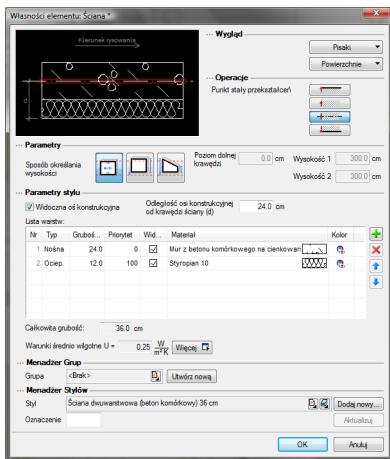 Własności elementu: Ściana *
Kierunek rysowania
d
Wygląd
Pisaki
Powierzchnie
Operacje
Punkt stały przekształceń
Parametry
Sposób określania wysokości
Poziom dolnej krawędzi 0.0 cm
Wysokość 1 300.0 cm
Wysokość 2 300.0 cm
Parametry stylu
Widoczna oś konstrukcyjna
Odległość osi konstrukcyjnej od krawędzi ściany (d) 24.0 cm
Lista warstw:
Nr Typ Gruboś... Priorytet Wid... Materiał Kolor
1 Nośna 24.0 0 Mur z betonu komórkowego na cienkowar
2 Ociep. 12.0 100 Styropian 10
Całkowita grubość: 36.0 cm
Warunki średnio wilgotne U = 0.25 W/m²K Więcej
Menadżer Grup
Grupa <Brak> Utwórz nową
Menadżer Stylów
Styl Ściana dwuwarstwowa (beton komórkowy) 36 cm Dodaj nowy...
Oznaczenie Aktualizuj
OK Anuluj